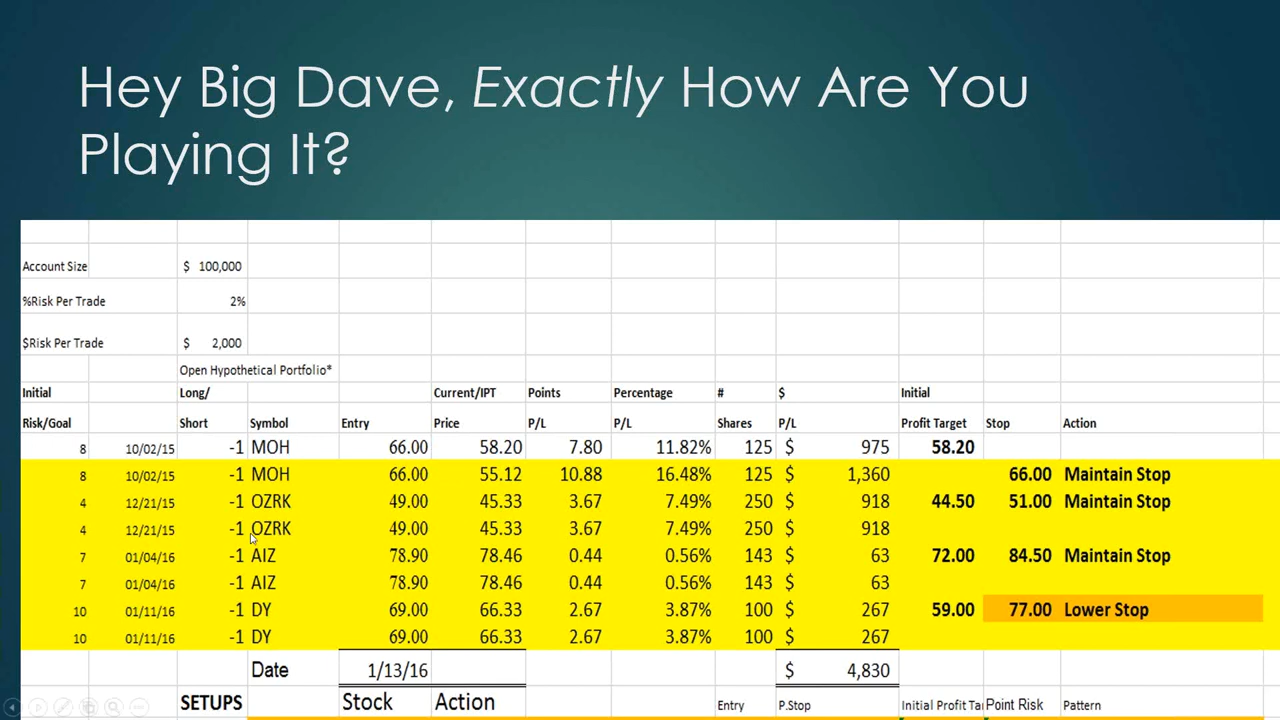 Hey Big Dave, Exactly How Are You
Playing It?
Account Size $ 100,000
%Risk Per Trade 2%
$Risk Per Trade $ 2,000
Open Hypothetical Portfolio*
Initial Long/ Current/IPT Points Percentage # $ Initial
Risk/Goal Short Symbol Entry Price P/L P/L Shares P/L Profit Target Stop Action
8 10/02/15 -1 MOH 66.00 58.20 7.80 11.82% 125 $ 975 58.20
8 10/02/15 -1 MOH 66.00 55.12 10.88 16.48% 125 $ 1,360 66.00 Maintain Stop
4 12/21/15 -1 OZRK 49.00 45.33 3.67 7.49% 250 $ 918 44.50 51.00 Maintain Stop
4 12/21/15 -1 OZRK 49.00 45.33 3.67 7.49% 250 $ 918
7 01/04/16 -1 AIZ 78.90 78.46 0.44 0.56% 143 $ 63 72.00 84.50 Maintain Stop
7 01/04/16 -1 AIZ 78.90 78.46 0.44 0.56% 143 $ 63
10 01/11/16 -1 DY 69.00 66.33 2.67 3.87% 100 $ 267 59.00 77.00 Lower Stop
10 01/11/16 -1 DY 69.00 66.33 2.67 3.87% 100 $ 267
Date 1/13/16 $ 4,830
SETUPS Stock Action Entry P.Stop Initial Profit Tar Point Risk Pattern